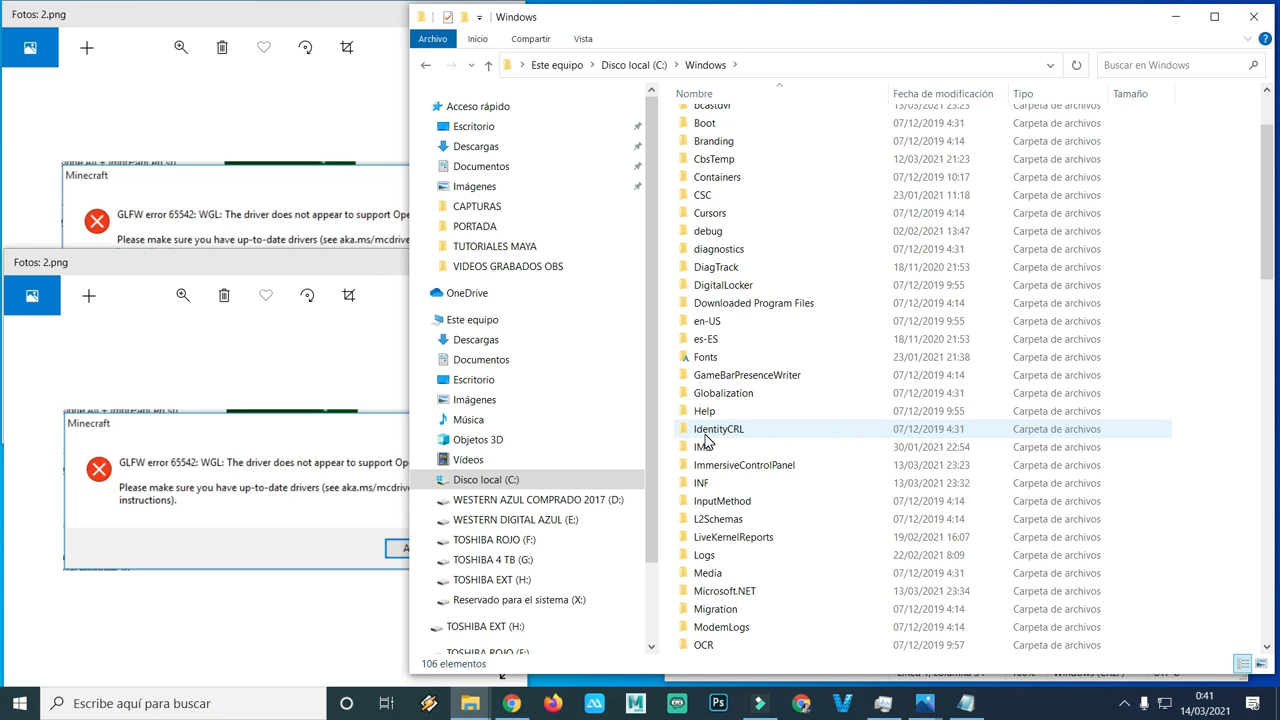 Fotos: 2.png
Minecraft
GLFW error 65542: WGL: The driver does not appear to support Ope
Please make sure you have up-to-date drivers (see aka.ms/mcdrive
Fotos: 2.png
Minecraft
GLFW error 65542: WGL: The driver does not appear to support Ope
Please make sure you have up-to-date drivers (see aka.ms/mcdrive
instructions).
A
Windows
Archivo Inicio Compartir Vista
Este equipo Disco local (C:) Windows
Buscar en Windows
Acceso rápido
Escritorio
Descargas
Documentos
Imágenes
CAPTURAS
PORTADA
TUTORIALES MAYA
VIDEOS GRABADOS OBS
OneDrive
Este equipo
Descargas
Documentos
Escritorio
Imágenes
Música
Objetos 3D
Vídeos
Disco local (C:)
WESTERN AZUL COMPRADO 2017 (D:)
WESTERN DIGITAL AZUL (E:)
TOSHIBA ROJO (F:)
TOSHIBA 4 TB (G:)
TOSHIBA EXT (H:)
Reservado para el sistema (X:)
TOSHIBA EXT (H:)
TOSHIBA ROJO (F:)
Nombre Fecha de modificación Tipo Tamaño
bcastdvr 13/03/2021 23:23 Carpeta de archivos
Boot 07/12/2019 4:31 Carpeta de archivos
Branding 07/12/2019 4:14 Carpeta de archivos
CbsTemp 12/03/2021 21:23 Carpeta de archivos
Containers 07/12/2019 10:17 Carpeta de archivos
CSC 23/01/2021 11:18 Carpeta de archivos
Cursors 07/12/2019 4:14 Carpeta de archivos
debug 02/02/2021 13:47 Carpeta de archivos
diagnostics 07/12/2019 4:31 Carpeta de archivos
DiagTrack 18/11/2020 21:53 Carpeta de archivos
DigitalLocker 07/12/2019 9:55 Carpeta de archivos
Downloaded Program Files 07/12/2019 4:14 Carpeta de archivos
en-US 07/12/2019 9:55 Carpeta de archivos
es-ES 18/11/2020 21:53 Carpeta de archivos
Fonts 23/01/2021 21:38 Carpeta de archivos
GameBarPresenceWriter 07/12/2019 4:14 Carpeta de archivos
Globalization 07/12/2019 4:31 Carpeta de archivos
Help 07/12/2019 9:55 Carpeta de archivos
IdentityCRL 07/12/2019 4:31 Carpeta de archivos
30/01/2021 22:54 Carpeta de archivos
ImmersiveControlPanel 13/03/2021 23:23 Carpeta de archivos
INF 13/03/2021 23:32 Carpeta de archivos
InputMethod 07/12/2019 4:14 Carpeta de archivos
L2Schemas 07/12/2019 4:14 Carpeta de archivos
LiveKernelReports 19/02/2021 16:07 Carpeta de archivos
Logs 22/02/2021 8:09 Carpeta de archivos
Media 07/12/2019 4:31 Carpeta de archivos
Microsoft.NET 13/03/2021 23:34 Carpeta de archivos
Migration 07/12/2019 4:14 Carpeta de archivos
ModemLogs 07/12/2019 4:14 Carpeta de archivos
OCR 07/12/2019 9:57 Carpeta de archivos
106 elementos
Escribe aquí para buscar
0:41
14/03/2021